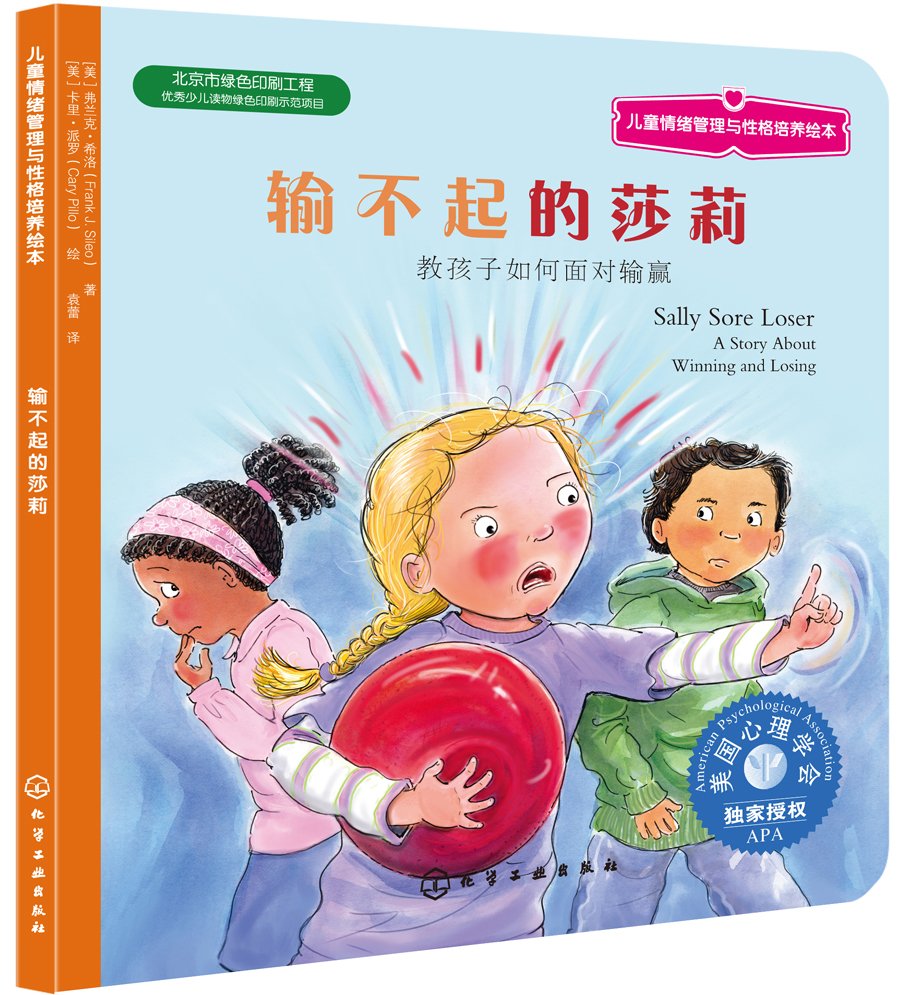 儿童情绪管理与性格培养绘本
[美]弗兰克·希洛(Frank J. Sileo) 著
[美]卡里·派罗(Cary Pillo) 绘
袁蕾 译
输不起的莎莉
化学工业出版社
北京市绿色印刷工程
优秀少儿读物绿色印刷示范项目
儿童情绪管理与性格培养绘本
输不起的莎莉
教孩子如何面对输赢
Sally Sore Loser
A Story About
Winning and Losing
American Psychological Association
美国心理学会
独家授权
APA
化学工业出版社